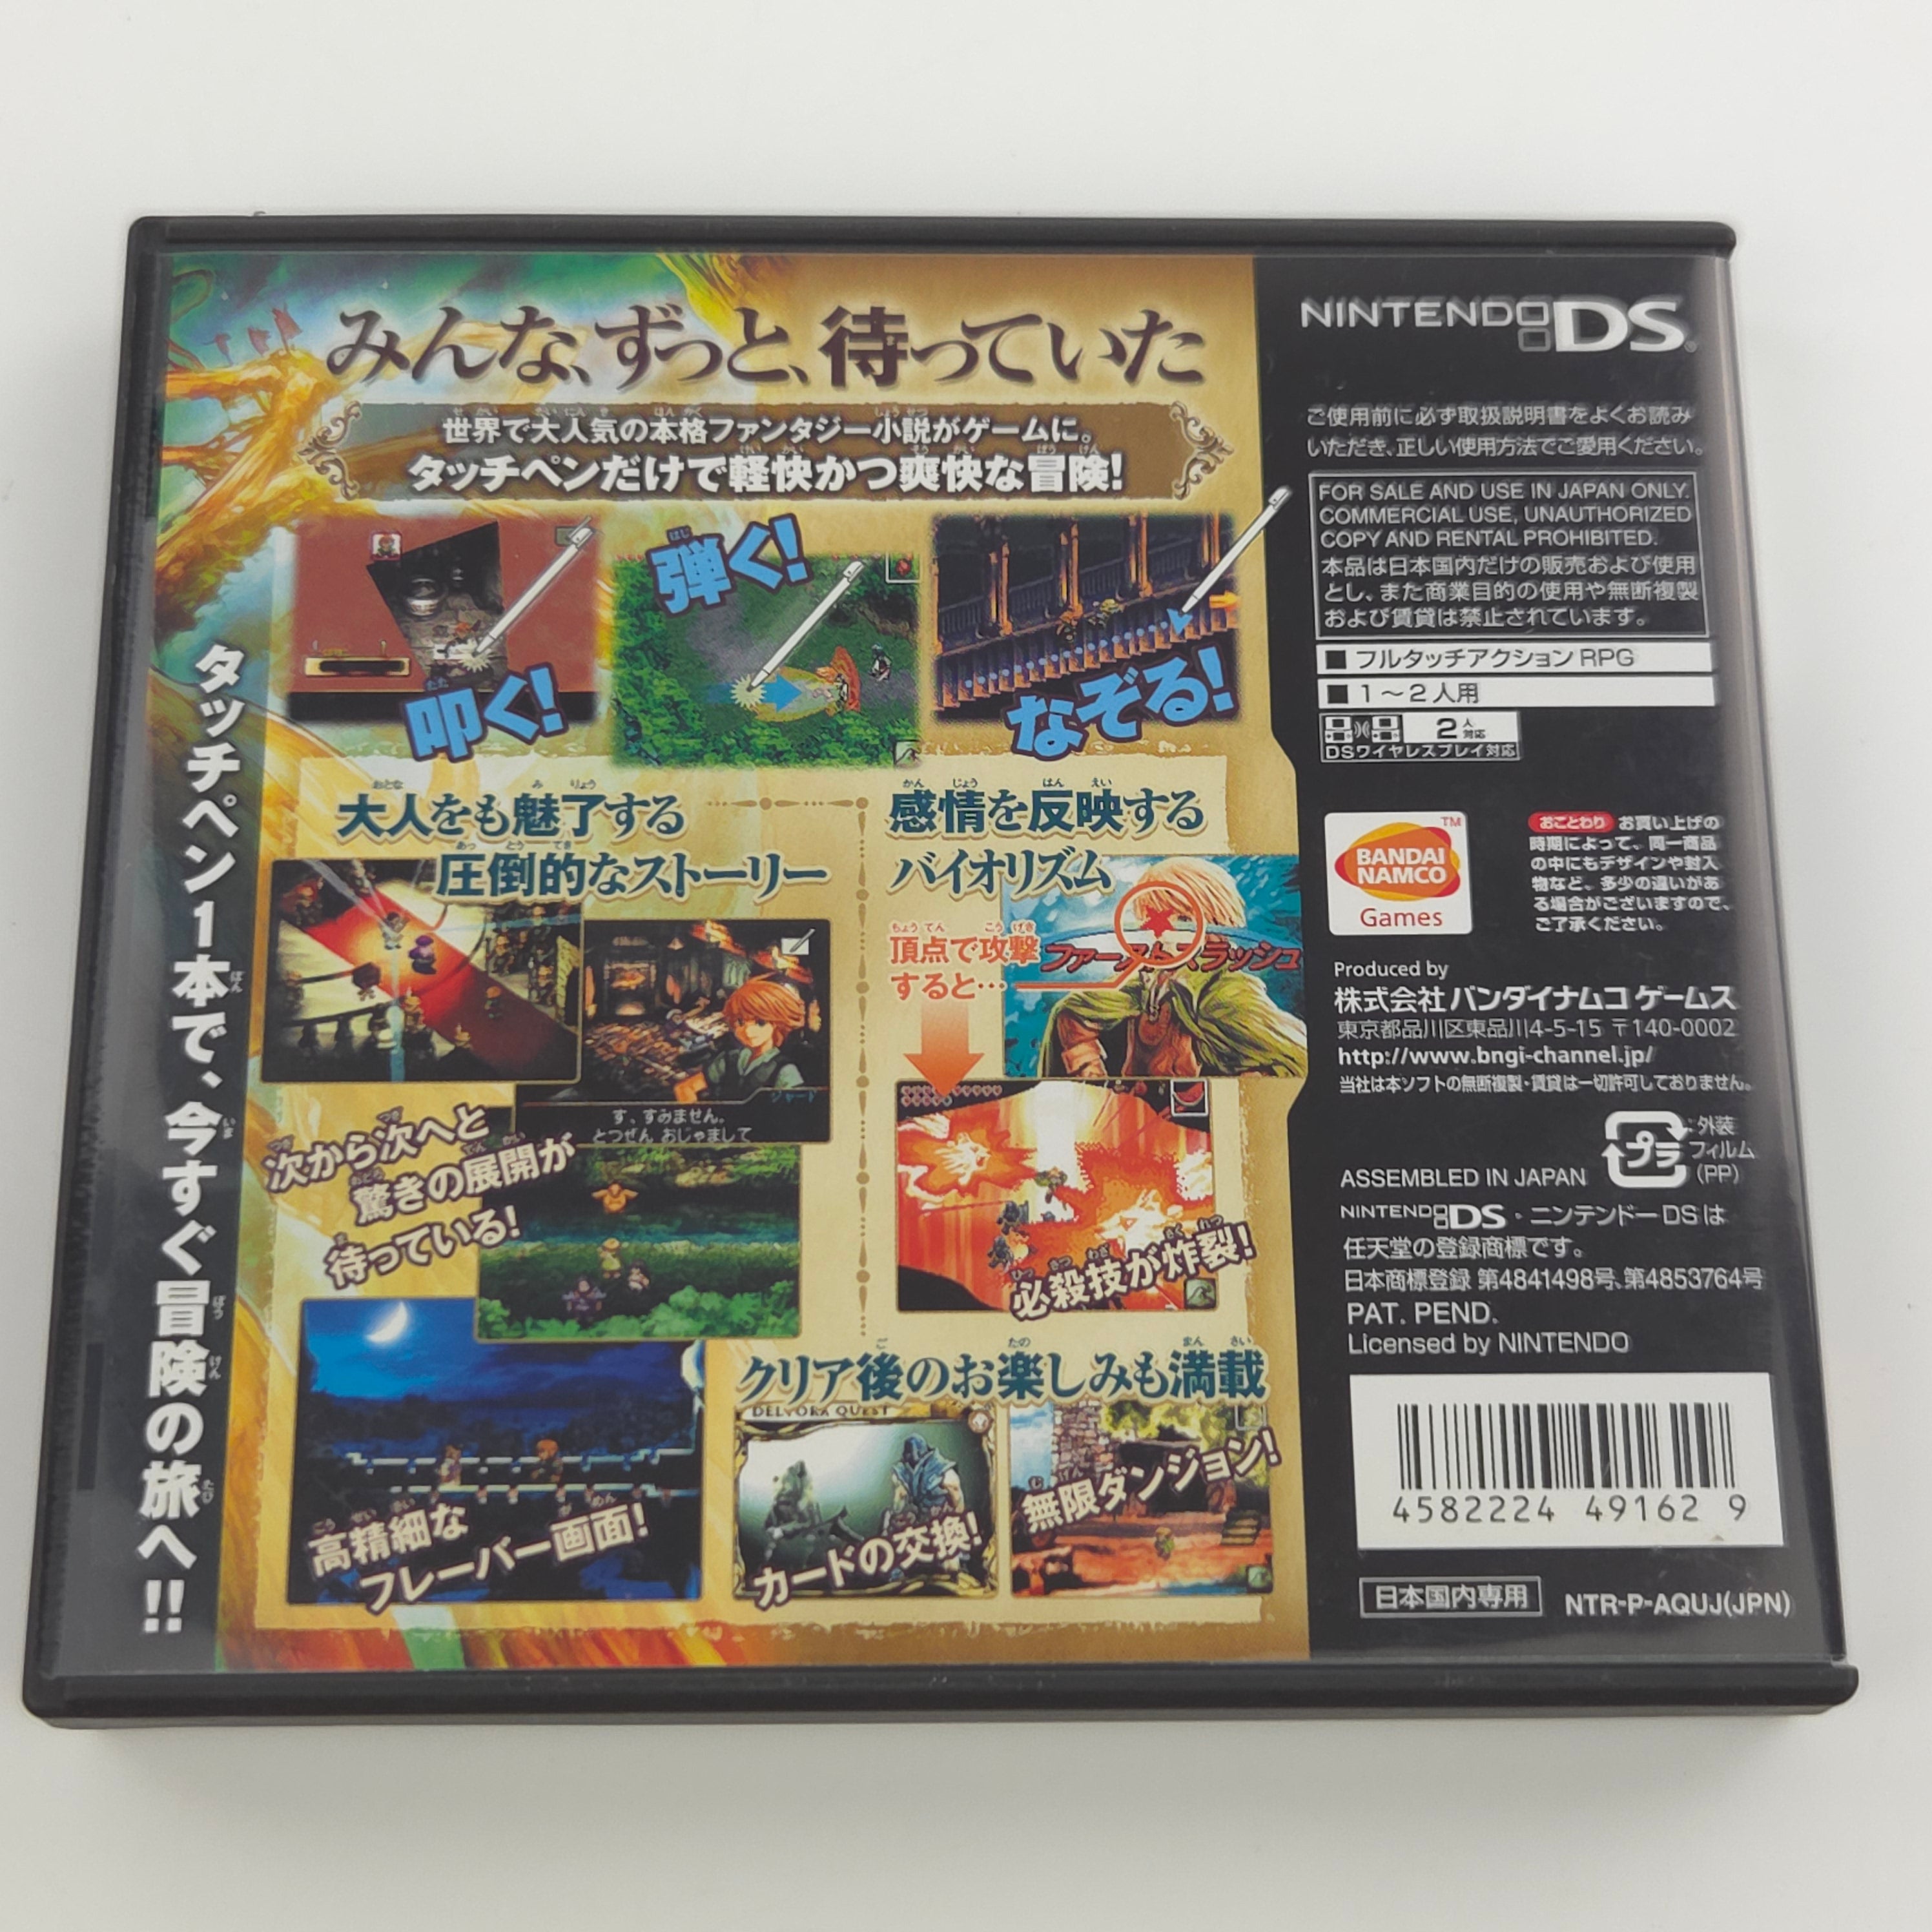 みんな、ずっと、待っていた
世界で大人気の本格ファンタジー小説がゲームに。
タッチペンだけで軽快かつ爽快な冒険!
叩く!
弾く!
なぞる!
タッチペン1本で、今すぐ冒険の旅へ!!
大人をも魅了する
圧倒的なストーリー
す、すみません。
とつぜん おじゃまして
次から次へと
驚きの展開が
待っている!
高精細な
フレーバー画面!
感情を反映する
バイオリズム
頂点で攻撃
すると…
ファーストスラッシュ
必殺技が炸裂!
クリア後のお楽しみも満載
DELTORA QUEST
カードの交換!
無限ダンジョン!
NINTENDO DS
ご使用前に必ず取扱説明書をよくお読み
いただき、正しい使用方法でご愛用ください。
FOR SALE AND USE IN JAPAN ONLY.
COMMERCIAL USE, UNAUTHORIZED
COPY AND RENTAL PROHIBITED.
本品は日本国内だけの販売および使用
とし、また商業目的の使用や無断複製
および賃貸は禁止されています。
■ フルタッチアクションRPG
■ 1〜2人用
2人対応
DSワイヤレスプレイ対応
BANDAI
NAMCO
Games
TM
おことわり お買い上げの
時期によって、同一商品
の中にもデザインや封入
物など、多少の違いがあ
る場合がございますので、
ご了承ください。
Produced by
株式会社 バンダイナムコ ゲームス
東京都品川区東品川4-5-15 〒140-0002
http://www.bngi-channel.jp/
当社は本ソフトの無断複製・賃貸は一切許可しておりません。
プラ
外装
フィルム
(PP)
ASSEMBLED IN JAPAN
NINTENDO DS・ニンテンドーDSは
任天堂の登録商標です。
日本商標登録 第4841498号、第4853764号
PAT. PEND.
Licensed by NINTENDO
4582224 49162 9
日本国内専用
NTR-P-AQUJ(JPN)